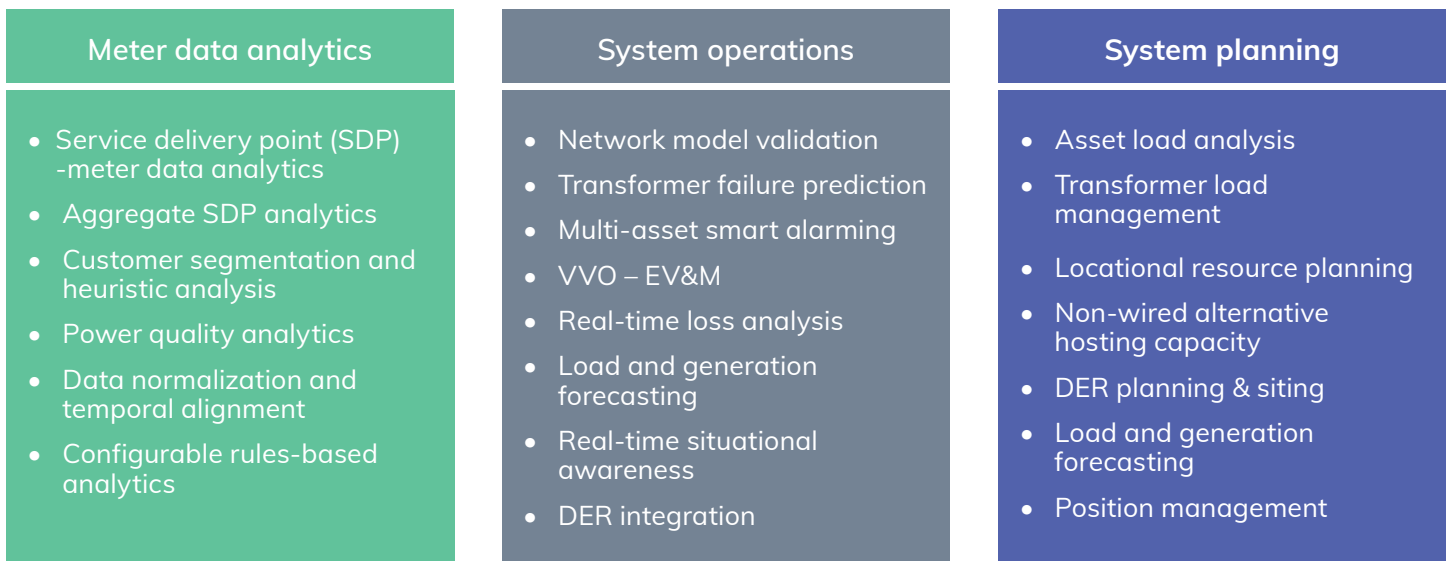 Meter data analytics
• Service delivery point (SDP)
-meter data analytics
• Aggregate SDP analytics
• Customer segmentation and
heuristic analysis
• Power quality analytics
• Data normalization and
temporal alignment
• Configurable rules-based
analytics
System operations
• Network model validation
• Transformer failure prediction
• Multi-asset smart alarming
• VVO – EV&M
• Real-time loss analysis
• Load and generation
forecasting
• Real-time situational
awareness
• DER integration
System planning
• Asset load analysis
• Transformer load
management
• Locational resource planning
• Non-wired alternative
hosting capacity
• DER planning & siting
• Load and generation
forecasting
• Position management